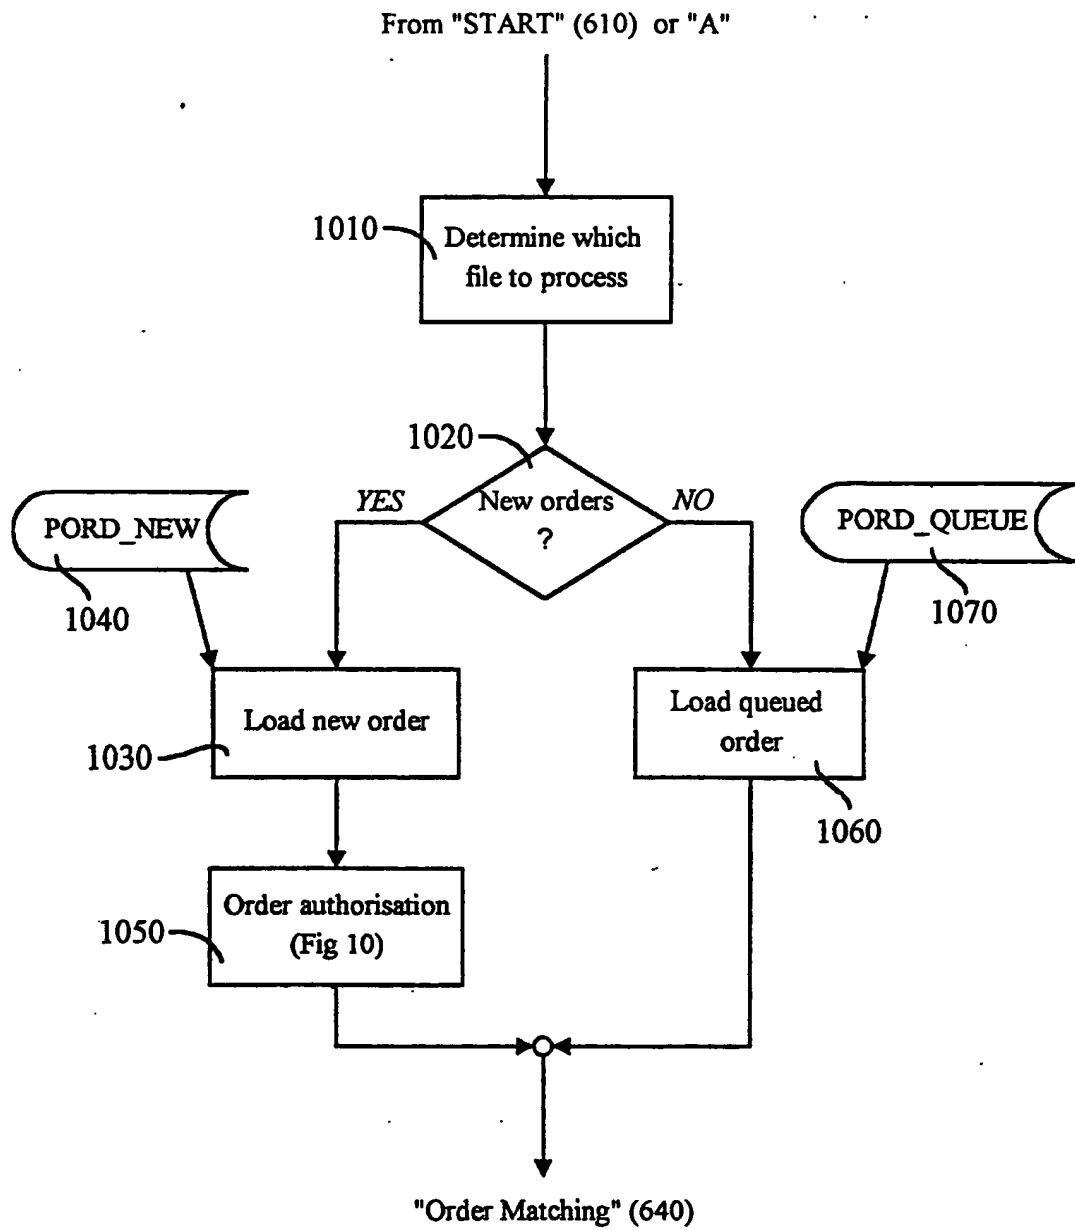 From "START" (610) or "A"
1010
Determine which
file to process
1020
YES
New orders
?
NO
PORD_NEW
1040
PORD_QUEUE
1070
Load new order
1030
Load queued
order
1060
Order authorisation
(Fig 10)
1050
"Order Matching" (640)